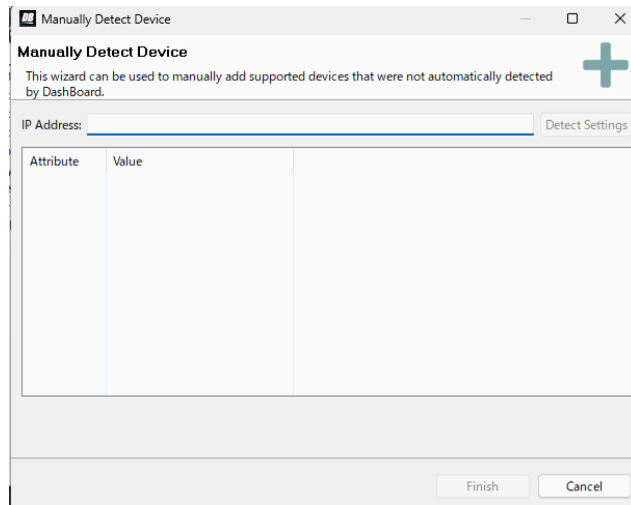 DB Manually Detect Device
Manually Detect Device
This wizard can be used to manually add supported devices that were not automatically detected
by DashBoard.
IP Address:
Detect Settings
Attribute Value
Finish Cancel